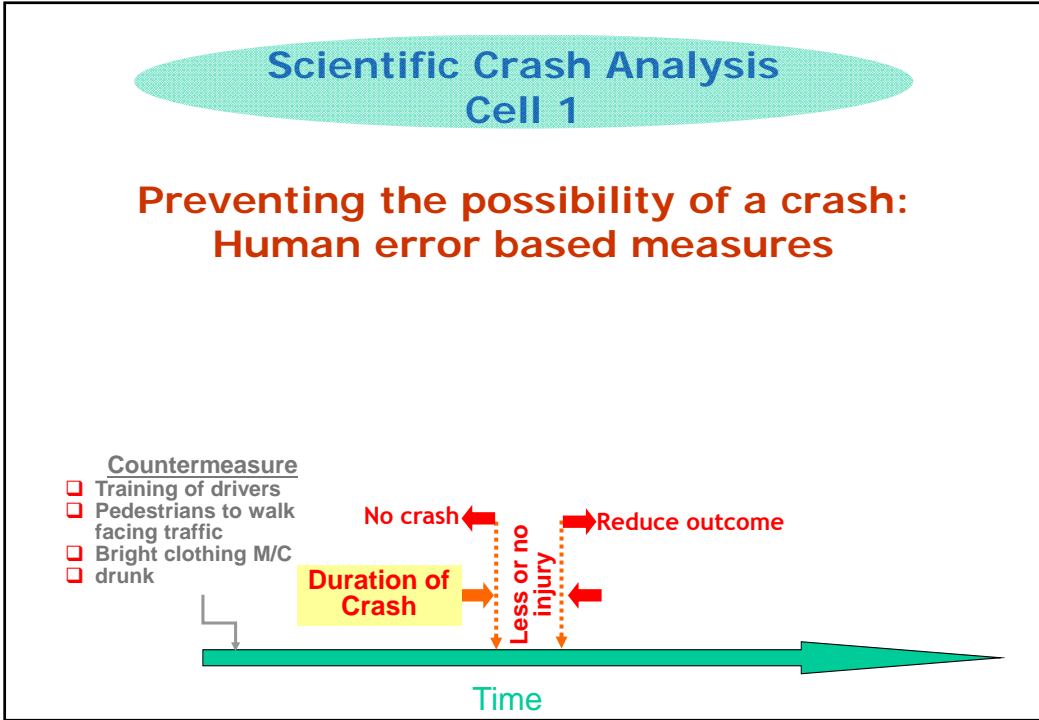 Scientific Crash Analysis
Cell 1
Preventing the possibility of a crash:
Human error based measures
Countermeasure
❑ Training of drivers
❑ Pedestrians to walk
facing traffic
❑ Bright clothing M/C
❑ drunk
No crash
Reduce outcome
Duration of
Crash
Less or no
injury
Time